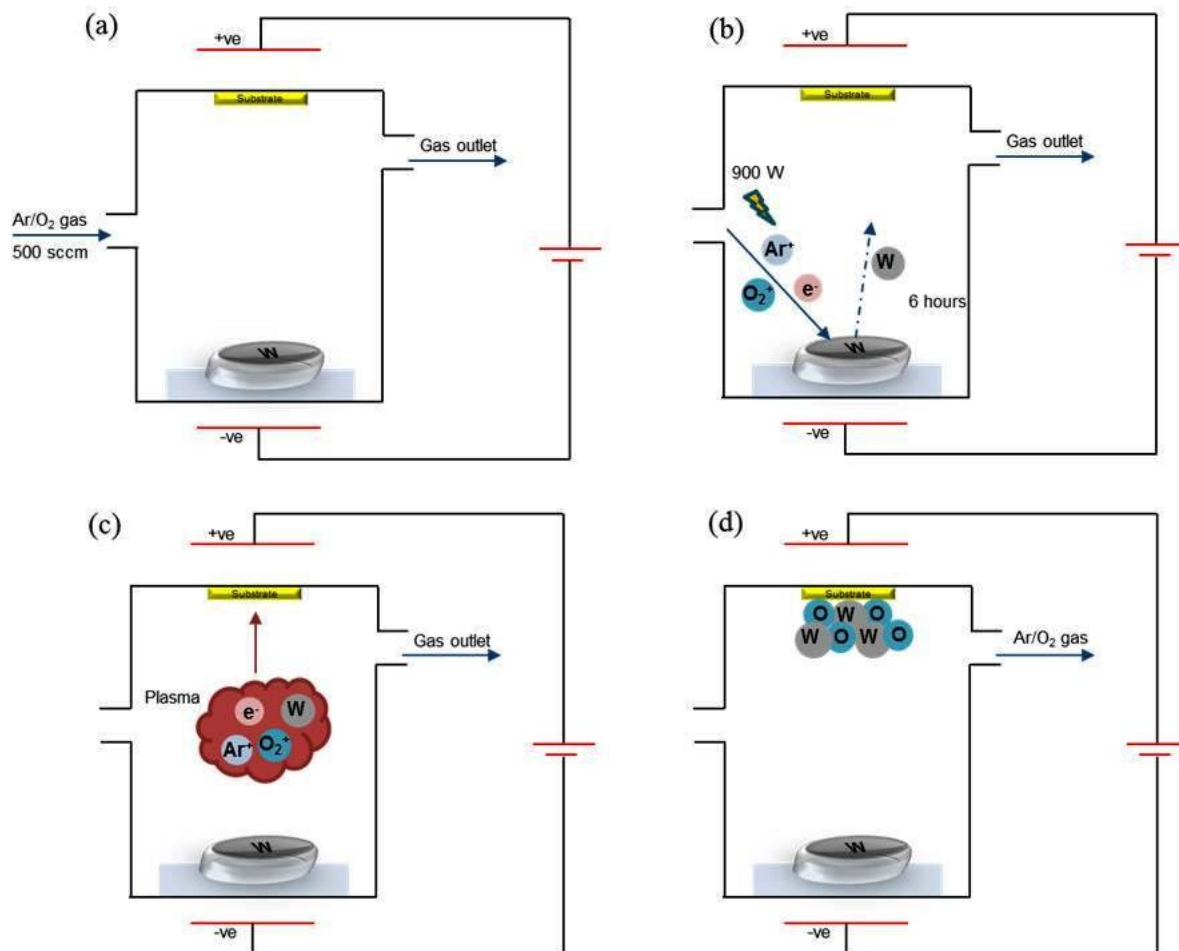 (a)
+ve
Substrate
Gas outlet
Ar/O₂ gas
500 sccm
W
-ve
(b)
+ve
Substrate
Gas outlet
900 W
Ar⁺
W
O₂⁺
e⁻
6 hours
W
-ve
(c)
+ve
Substrate
Gas outlet
Plasma
e⁻
W
Ar⁺
O₂⁺
W
-ve
(d)
+ve
Substrate
O
W
O
W
O
W
O
Ar/O₂ gas
W
-ve